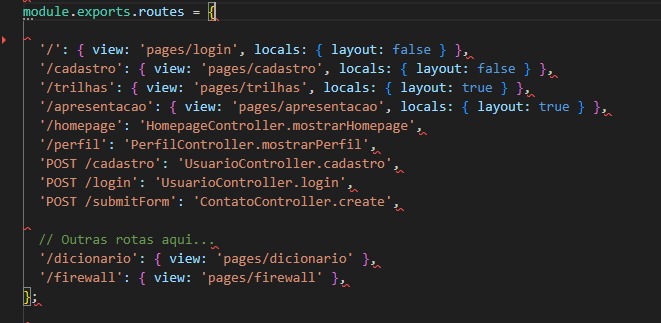 module.exports.routes = {
'/': { view: 'pages/login', locals: { layout: false } },
'/cadastro': { view: 'pages/cadastro', locals: { layout: false } },
'/trilhas': { view: 'pages/trilhas', locals: { layout: true } },
'/apresentacao': { view: 'pages/apresentacao', locals: { layout: true } },
'/homepage': 'HomepageController.mostrarHomepage',
'/perfil': 'PerfilController.mostrarPerfil',
'POST /cadastro': 'UsuarioController.cadastro',
'POST /login': 'UsuarioController.login',
'POST /submitForm': 'ContatoController.create',
// Outras rotas aqui...
'/dicionario': { view: 'pages/dicionario' },
'/firewall': { view: 'pages/firewall' },
};